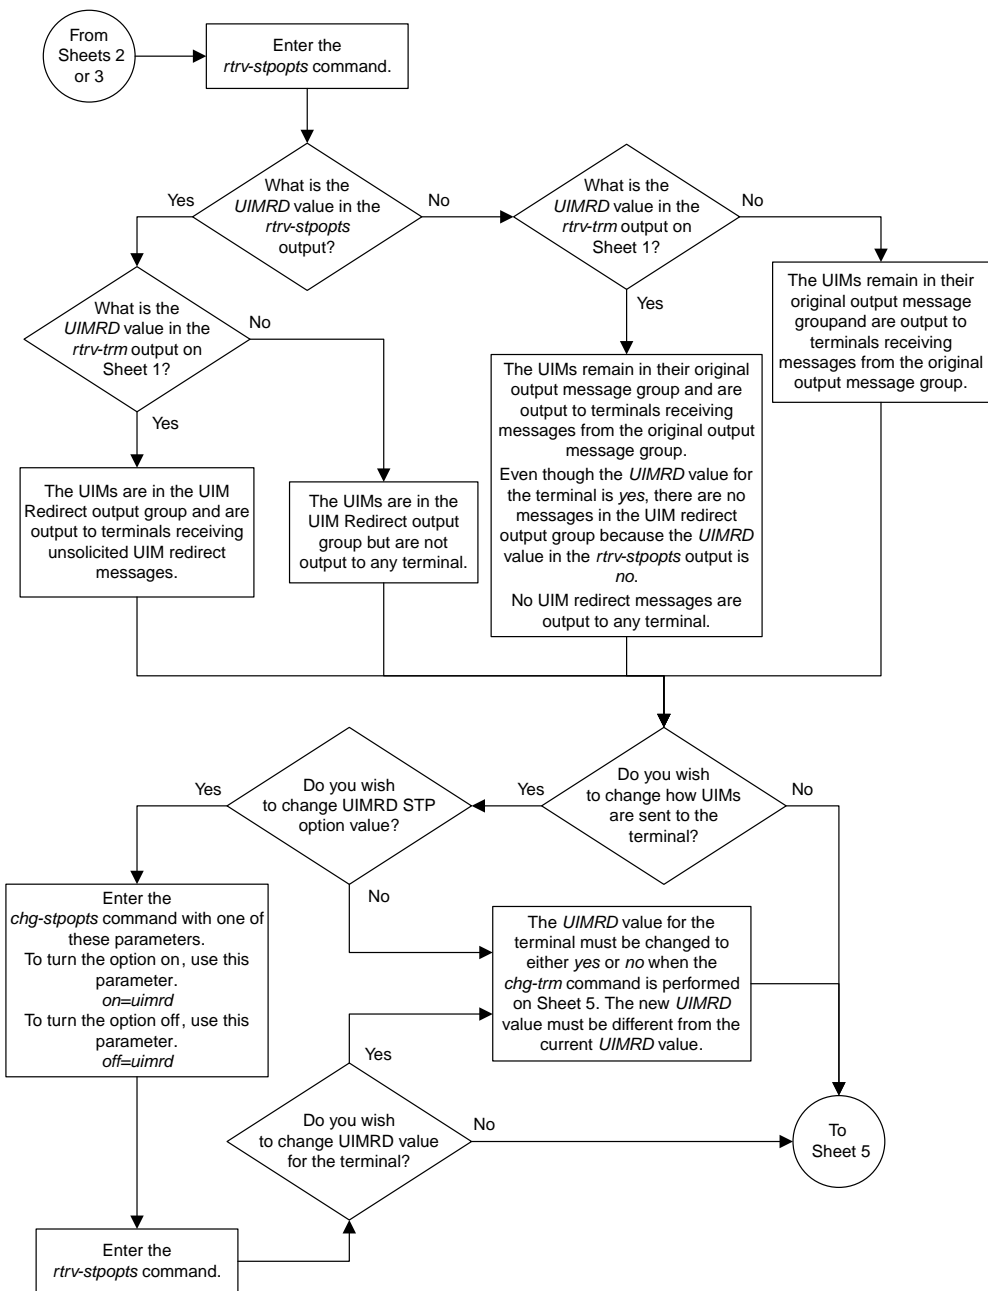 From
Sheets 2
or 3
Enter the
rtrv-stpopts command.
What is the
UIMRD value in the
rtrv-stpopts
output?
Yes
No
What is the
UIMRD value in the
rtrv-trm output on
Sheet 1?
No
Yes
What is the
UIMRD value in the
rtrv-trm output on
Sheet 1?
No
Yes
The UIMs remain in their
original output message
groupand are output to
terminals receiving
messages from the original
output message group.
The UIMs remain in their original
output message group and are
output to terminals receiving
messages from the original output
message group.
Even though the UIMRD value for
the terminal is yes, there are no
messages in the UIM redirect
output group because the UIMRD
value in the rtrv-stpopts output is
no.
No UIM redirect messages are
output to any terminal.
The UIMs are in the UIM
Redirect output group and are
output to terminals receiving
unsolicited UIM redirect
messages.
The UIMs are in the
UIM Redirect output
group but are not
output to any terminal.
Do you wish
to change how UIMs
are sent to the
terminal?
Yes
No
Do you wish
to change UIMRD STP
option value?
Yes
No
Enter the
chg-stpopts command with one of
these parameters.
To turn the option on, use this
parameter.
on=uimrd
To turn the option off, use this
parameter.
off=uimrd
The UIMRD value for the
terminal must be changed to
either yes or no when the
chg-trm command is performed
on Sheet 5. The new UIMRD
value must be different from the
current UIMRD value.
Yes
Do you wish
to change UIMRD value
for the terminal?
No
To
Sheet 5
Enter the
rtrv-stpopts command.